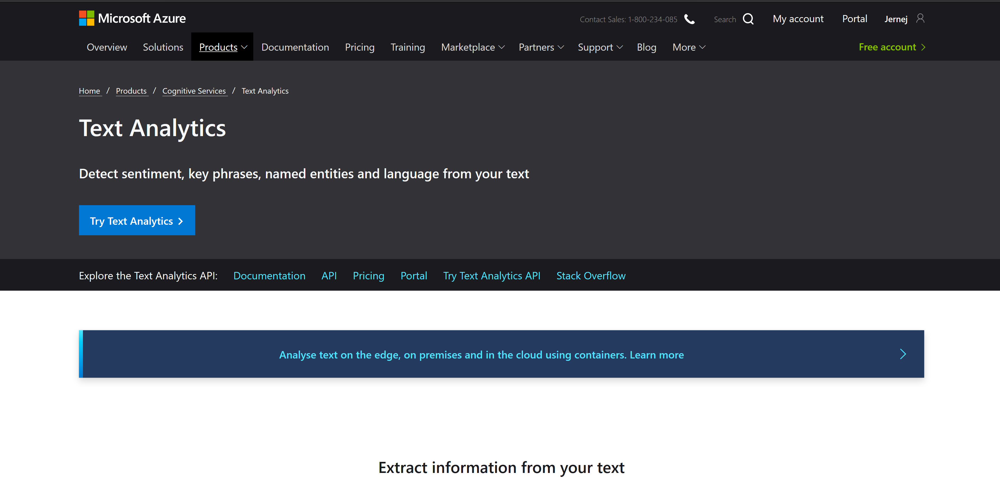 Microsoft Azure
Contact Sales: 1-800-234-085 Search My account Portal Jernej
Overview Solutions Products Documentation Pricing Training Marketplace Partners Support Blog More Free account
Home / Products / Cognitive Services / Text Analytics
Text Analytics
Detect sentiment, key phrases, named entities and language from your text
Try Text Analytics
Explore the Text Analytics API: Documentation API Pricing Portal Try Text Analytics API Stack Overflow
Analyse text on the edge, on premises and in the cloud using containers. Learn more
Extract information from your text